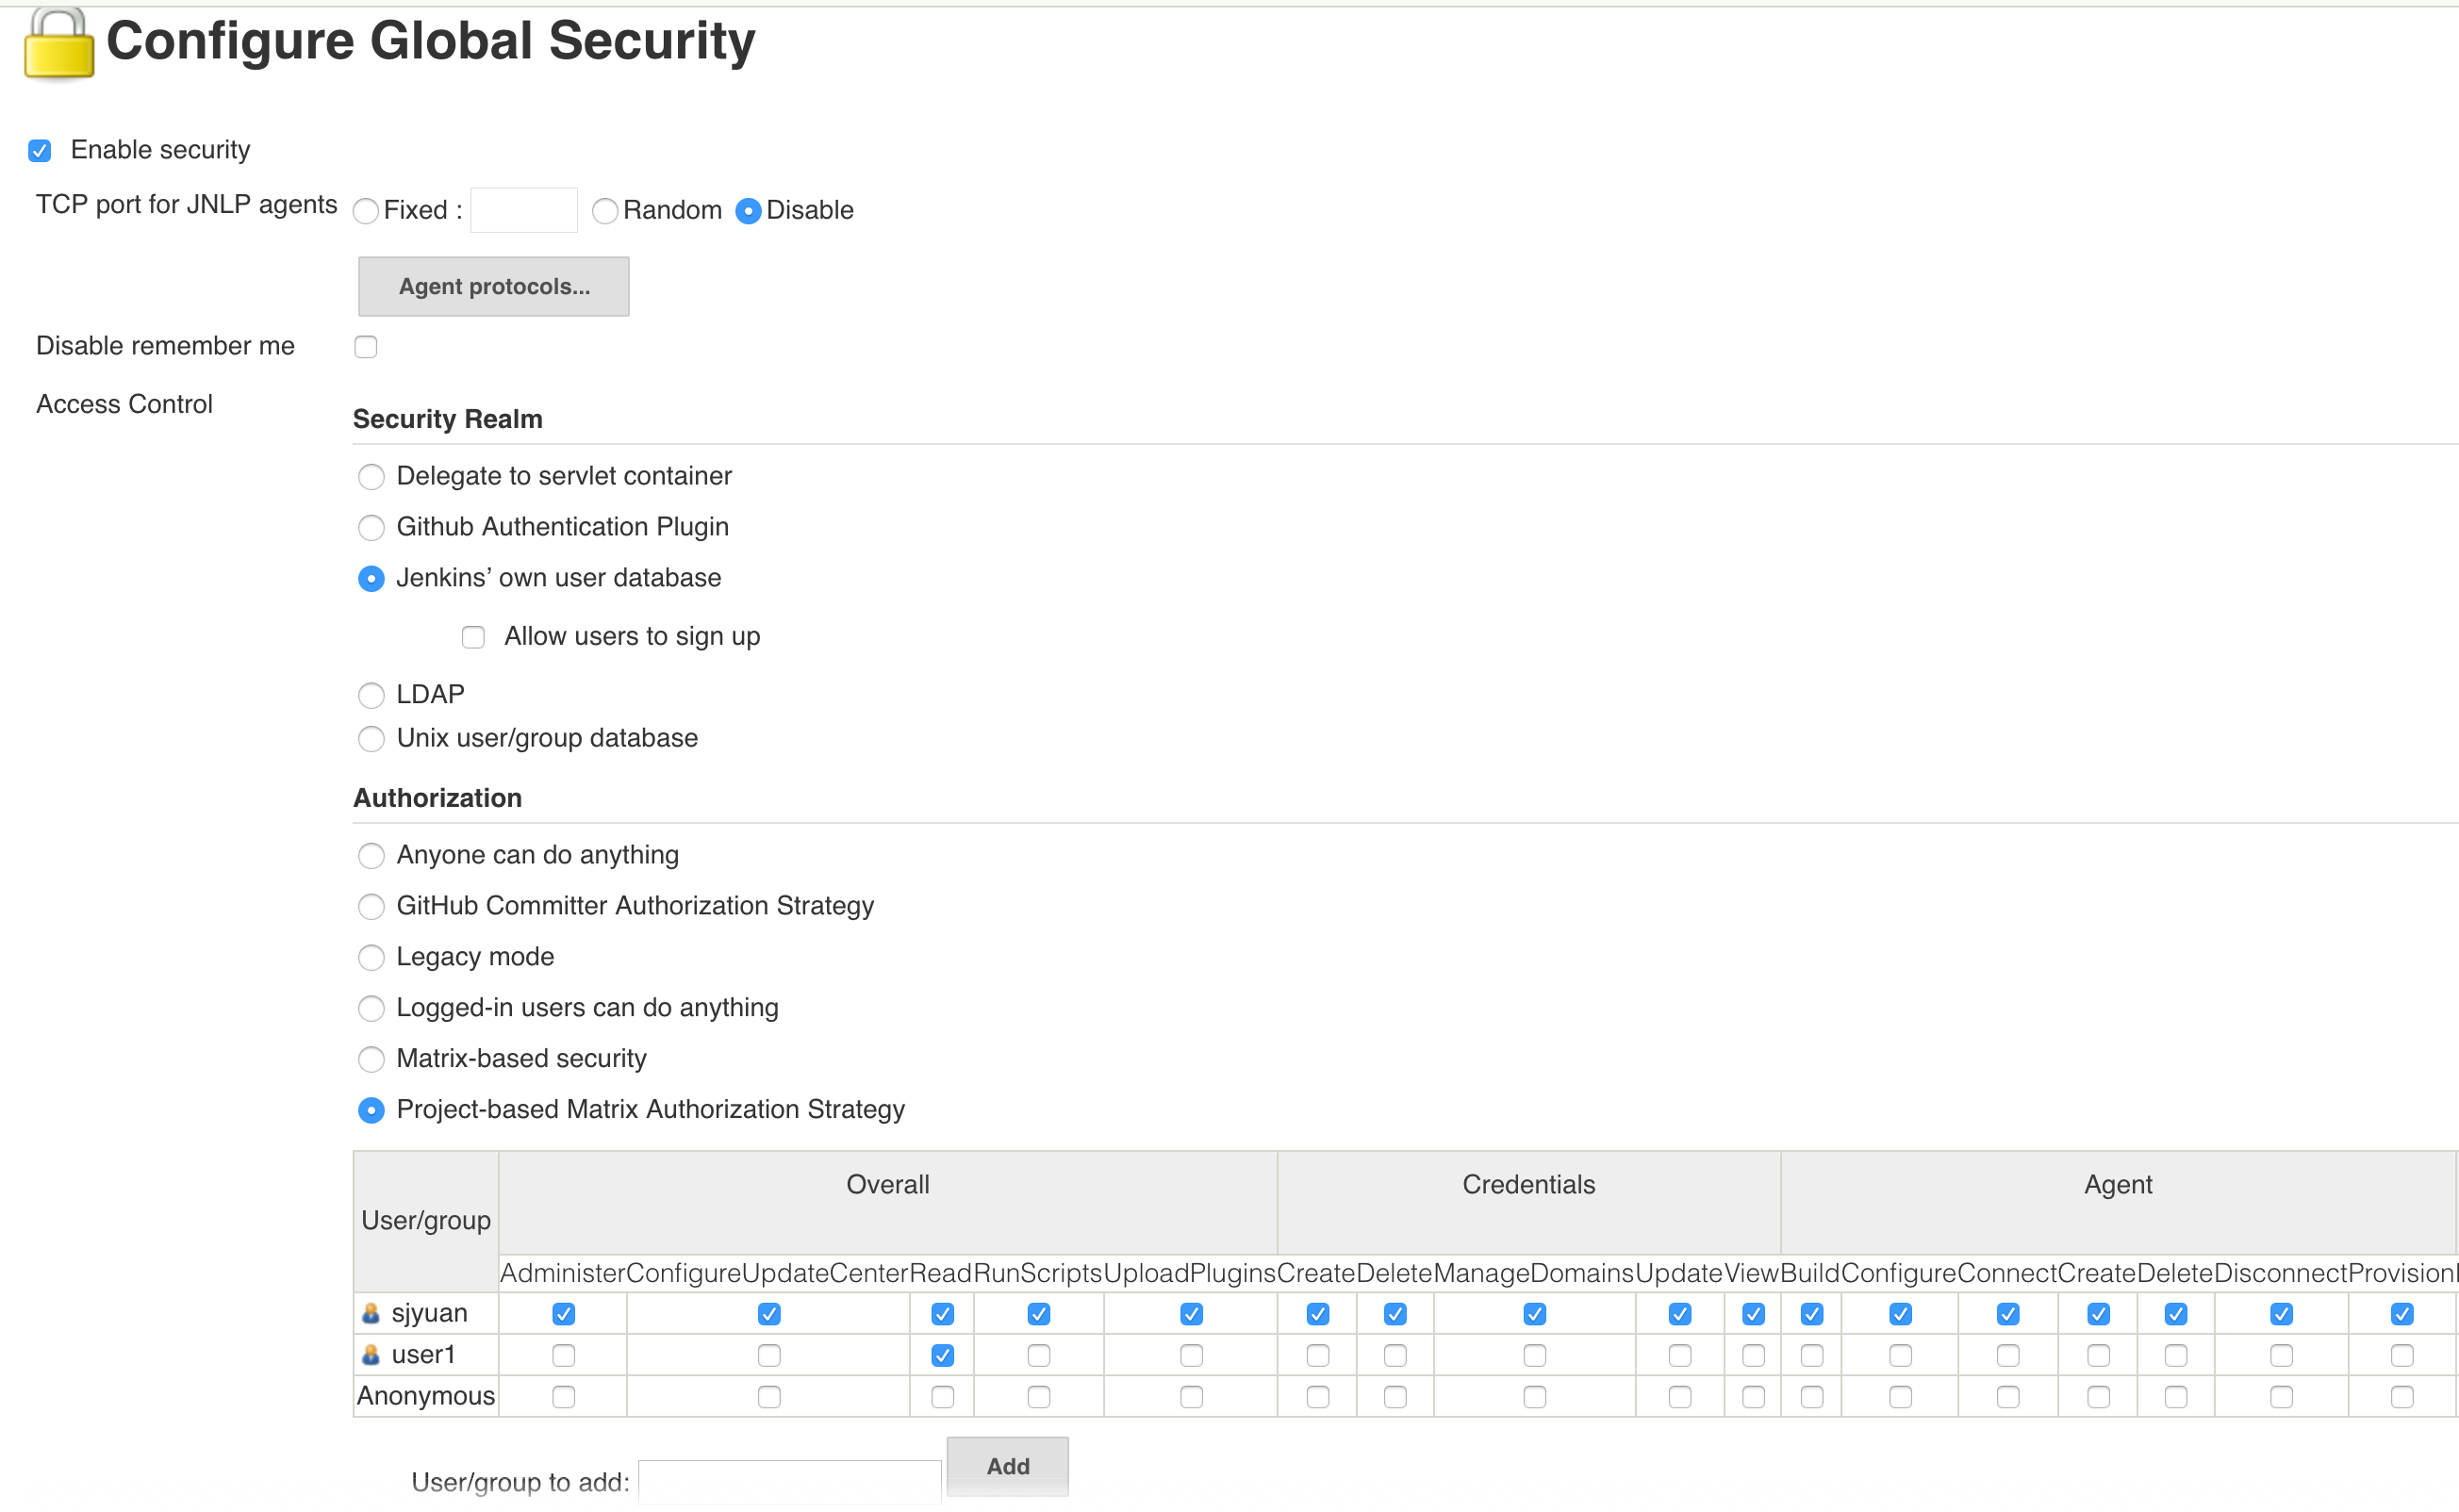 Configure Global Security
Enable security
TCP port for JNLP agents Fixed : Random Disable
Agent protocols...
Disable remember me
Access Control
Security Realm
Delegate to servlet container
Github Authentication Plugin
Jenkins’ own user database
Allow users to sign up
LDAP
Unix user/group database
Authorization
Anyone can do anything
GitHub Committer Authorization Strategy
Legacy mode
Logged-in users can do anything
Matrix-based security
Project-based Matrix Authorization Strategy
User/group Overall Credentials Agent
Administer ConfigureUpdateCenter Read RunScripts UploadPlugins Create Delete ManageDomains Update View Build Configure Connect Create Delete Disconnect Provision
sjyuan
user1
Anonymous
User/group to add: Add